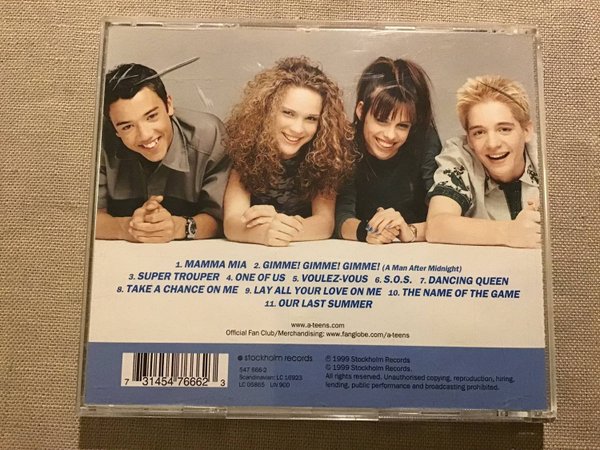 1. MAMMA MIA 2. GIMME! GIMME! GIMME! (A Man After Midnight)
3. SUPER TROUPER 4. ONE OF US 5. VOULEZ-VOUS 6. S.O.S. 7. DANCING QUEEN
8. TAKE A CHANCE ON ME 9. LAY ALL YOUR LOVE ON ME 10. THE NAME OF THE GAME
11. OUR LAST SUMMER
www.a-teens.com
Official Fan Club/Merchandising: www.fanglobe.com/a-teens
7 31454 76662 3
stockholm records
547 666-2
Scandinavian: LC 16923
LC 05865 UN 900
℗ 1999 Stockholm Records
© 1999 Stockholm Records.
All rights reserved. Unauthorised copying, reproduction, hiring,
lending, public performance and broadcasting prohibited.